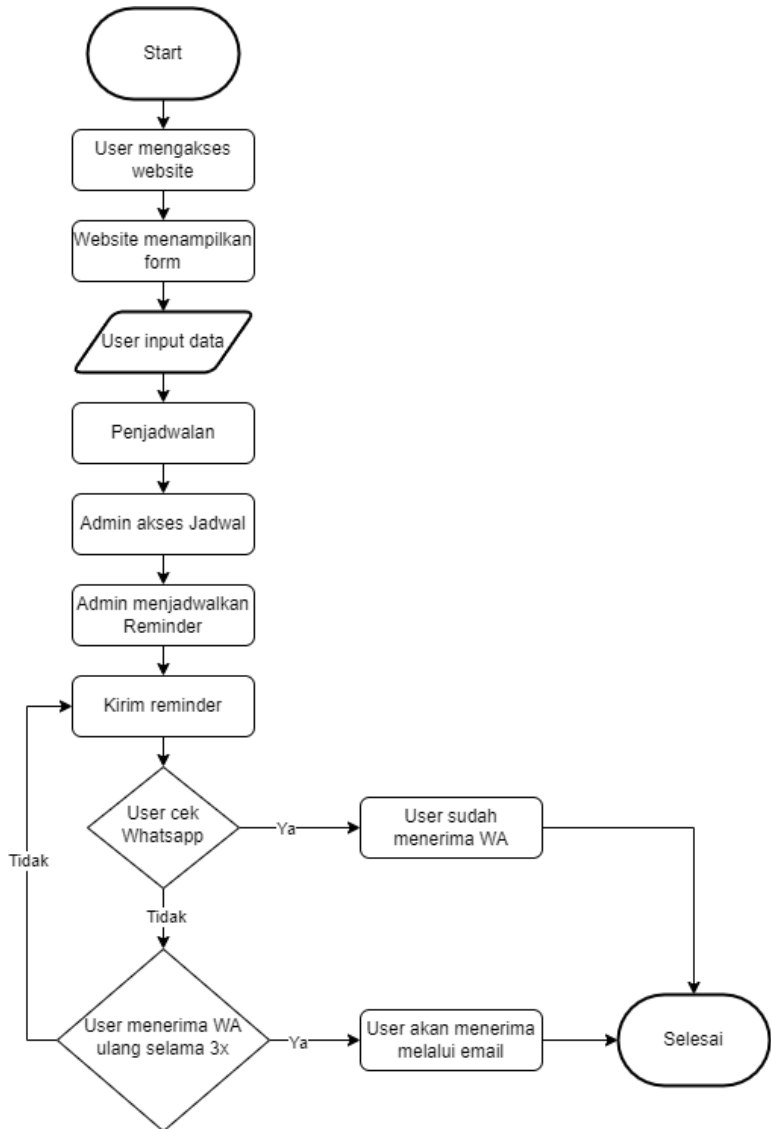 Start
User mengakses
website
Website menampilkan
form
User input data
Penjadwalan
Admin akses Jadwal
Admin menjadwalkan
Reminder
Kirim reminder
User cek
Whatsapp
Ya
User sudah
menerima WA
Tidak
Tidak
User menerima WA
ulang selama 3x
Ya
User akan menerima
melalui email
Selesai